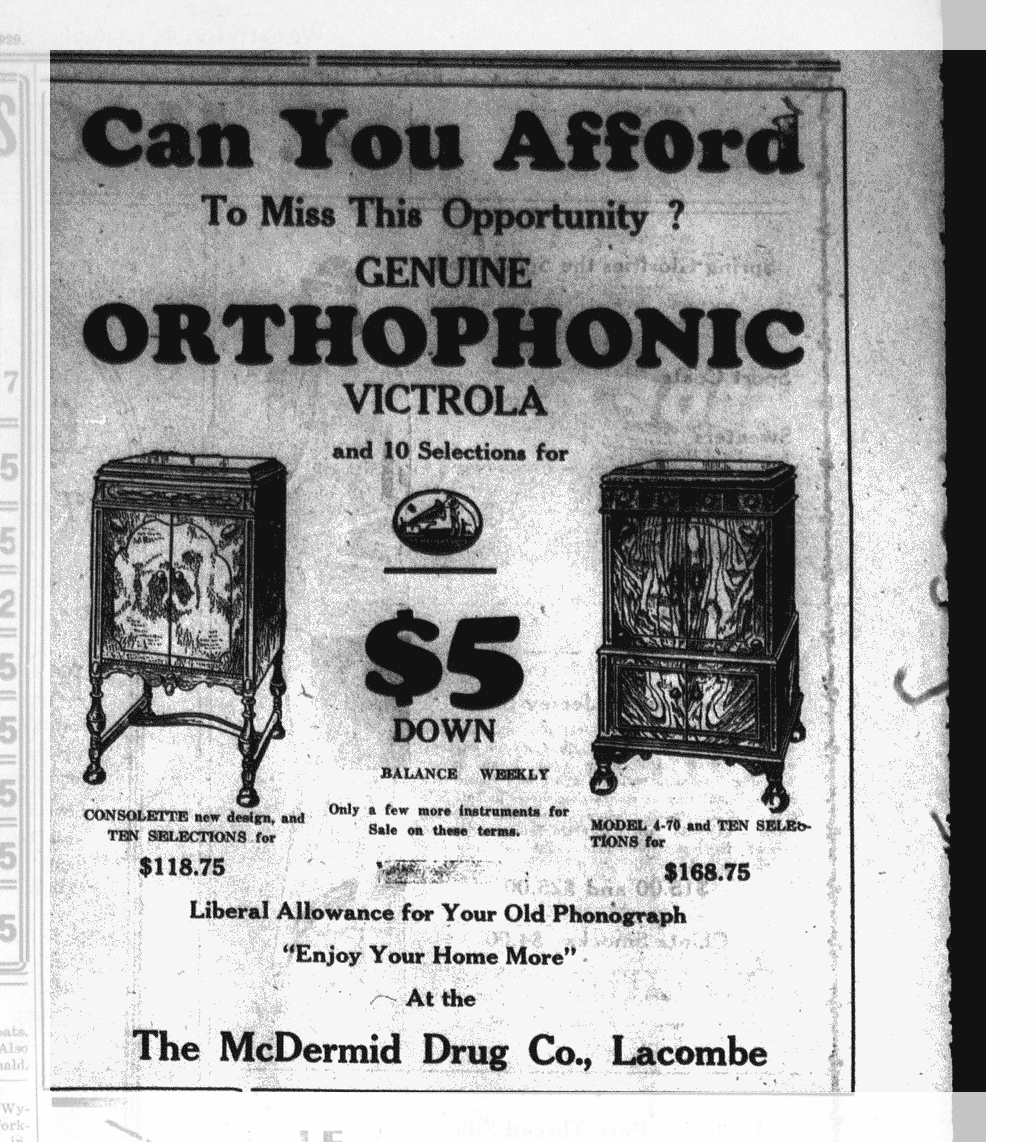 Can You Afford
To Miss This Opportunity ?
GENUINE
ORTHOPHONIC
VICTROLA
and 10 Selections for
$5
DOWN
BALANCE WEEKLY
Only a few more instruments for
Sale on these terms.
CONSOLETTE new design, and
TEN SELECTIONS for
$118.75
MODEL 4-70 and TEN SELEC-
TIONS for
$168.75
Liberal Allowance for Your Old Phonograph
"Enjoy Your Home More"
At the
The McDermid Drug Co., Lacombe